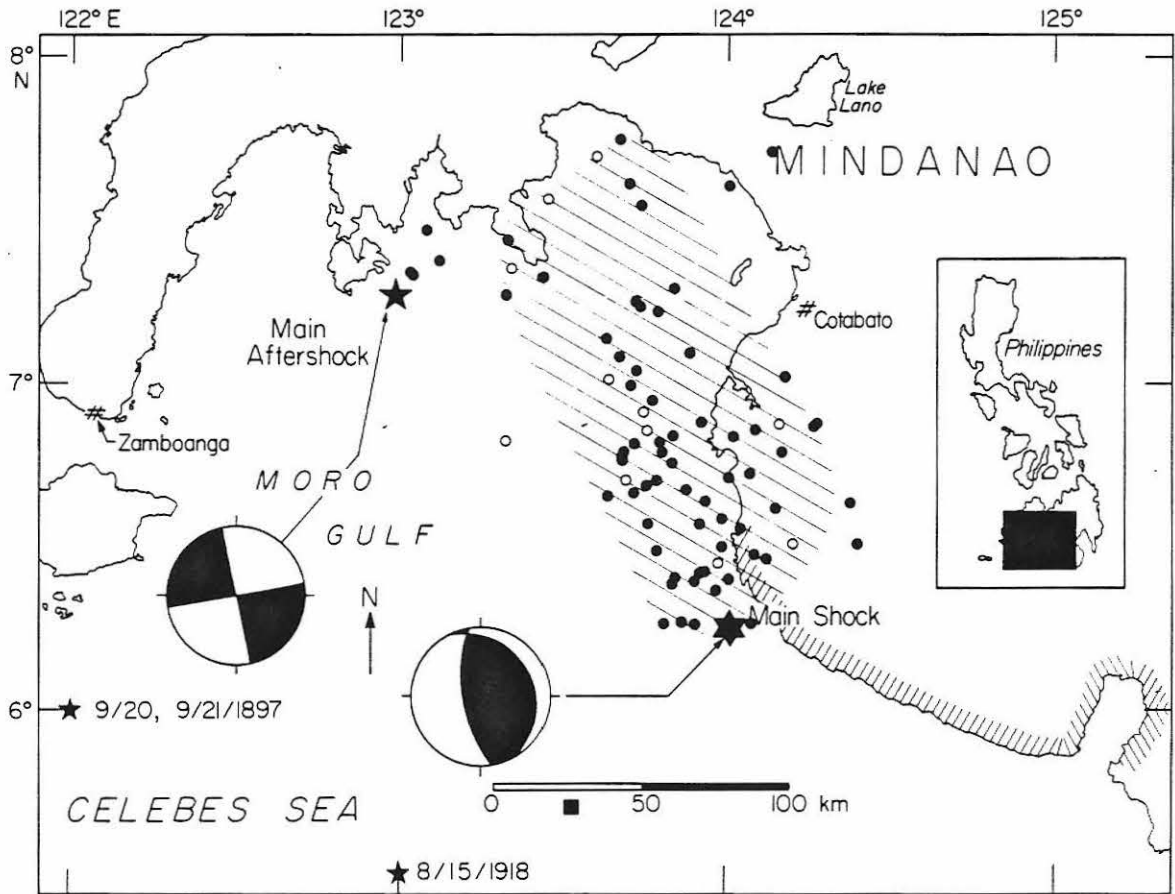 122° E
123°
124°
125°
8°
N
Lake
Lano
MINDANAO
#
Cotabato
Main
Aftershock
Philippines
7°
#
Zamboanga
MORO
GULF
N
Main Shock
6°
9/20, 9/21/1897
CELEBES SEA
0 50 100 km
8/15/1918